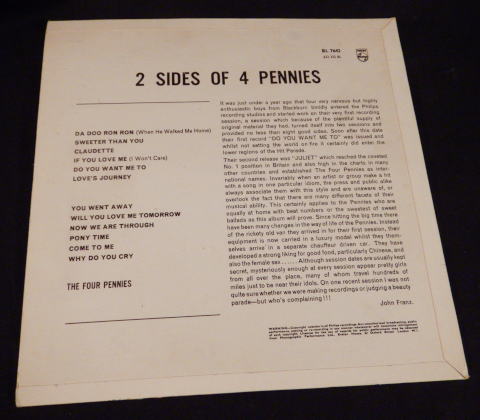 BL 7642
PHILIPS
2 SIDES OF 4 PENNIES
DA DOO RON RON (When He Walked Me Home)
SWEETER THAN YOU
CLAUDETTE
IF YOU LOVE ME (I Won't Care)
DO YOU WANT ME TO
LOVE'S JOURNEY
YOU WENT AWAY
WILL YOU LOVE ME TOMORROW
NOW WE ARE THROUGH
PONY TIME
COME TO ME
WHY DO YOU CRY
THE FOUR PENNIES
It was just under a year ago that four very nervous but highly
enthusiastic boys from Blackburn timidly entered the Philips
recording studios and started work on their very first recording
session; a session which because of the plentiful supply of
original material they had, turned itself into two sessions and
provided no less than eight good sides. Soon after this date
their first record "DO YOU WANT ME TO" was issued and
whilst not setting the world on fire it certainly did enter the
lower regions of the Hit Parade.
Their second release was "JULIET" which reached the coveted
No. 1 position in Britain and also high in the charts in many
other countries and established The Four Pennies as inter-
national names. Invariably when an artist or group make a hit
with a song in one particular idiom, the press and public alike
always associate them with this style and are unaware of, or
overlook the fact that there are many different facets of their
musical ability. This certainly applies to the Pennies who are
equally at home with beat numbers or the sweetest of sweet
ballads as this album will prove. Since hitting the big time there
have been many changes in the way of life of the Pennies. Instead
of the rickety old van they arrived in for their first session, their
equipment is now carried in a luxury model whilst they them-
selves arrive in a separate chauffeur driven car. They have
developed a strong liking for good food, particularly Chinese, and
also the female sex...... Although session dates are usually kept
secret, mysteriously enough at every session appear pretty girls
from all over the place, many of whom travel hundreds of
miles just to be near their idols. On one recent session I was not
quite sure whether we were making recordings or judging a beauty
parade—but who's complaining!!!
John Franz.